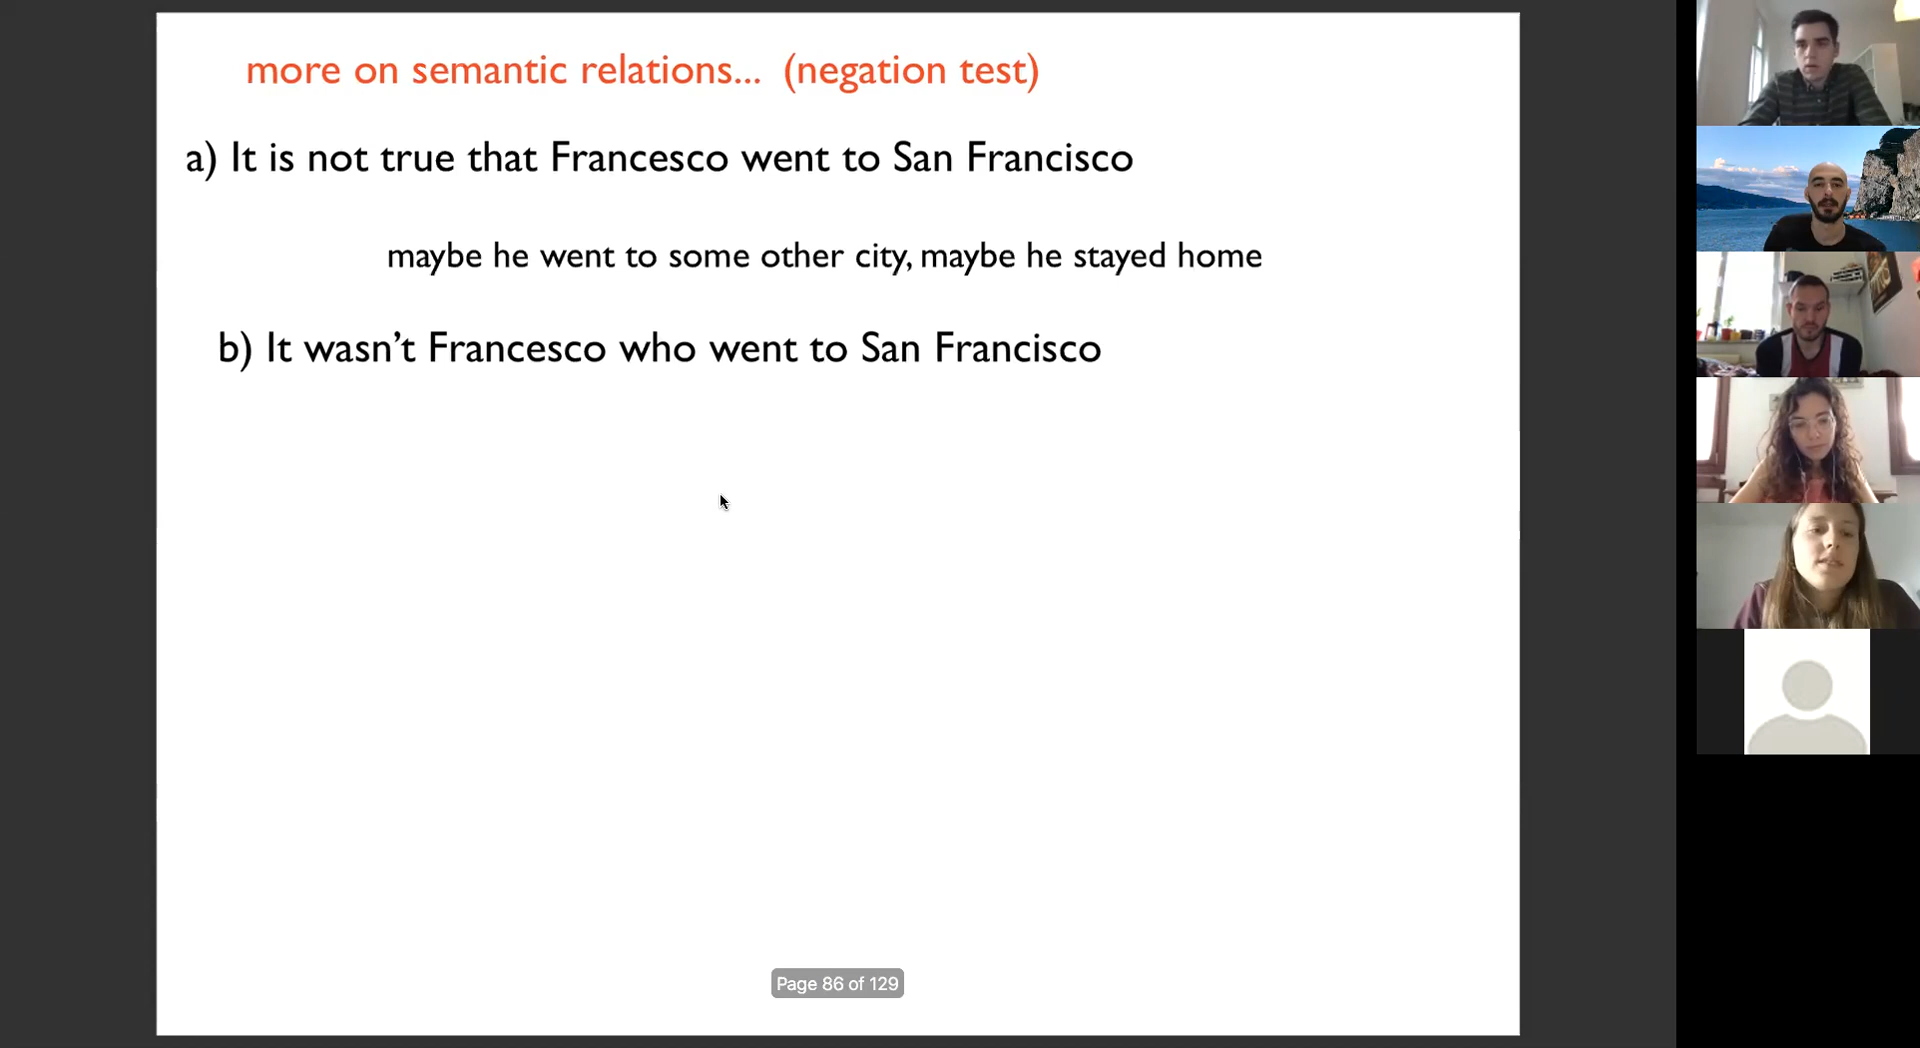 more on semantic relations... (negation test)
a) It is not true that Francesco went to San Francisco
maybe he went to some other city, maybe he stayed home
b) It wasn’t Francesco who went to San Francisco
Page 86 of 129